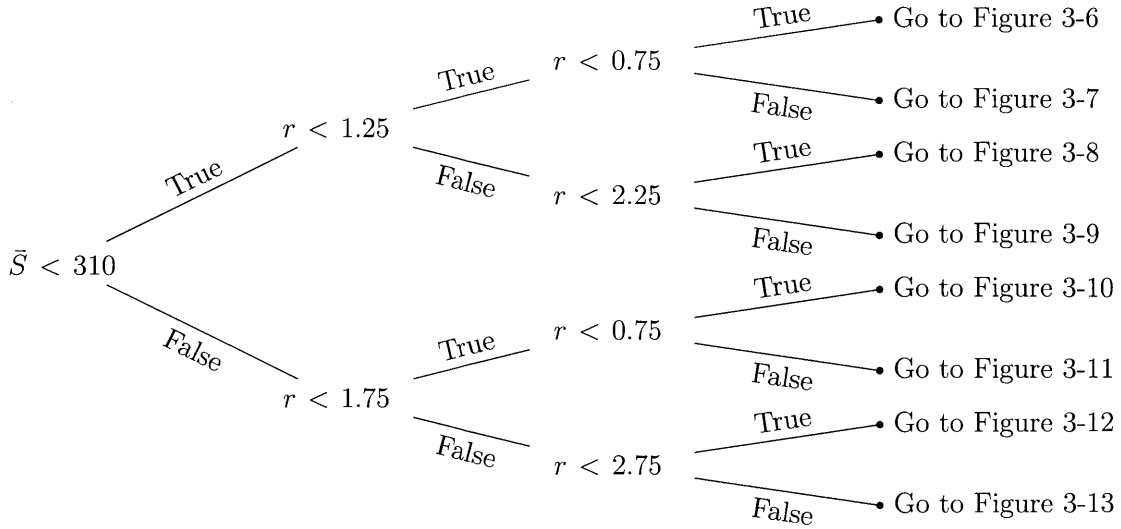 True
Go to Figure 3-6
r < 0.75
True
False
Go to Figure 3-7
r < 1.25
True
Go to Figure 3-8
True
False
r < 2.25
False
Go to Figure 3-9
S̄ < 310
True
Go to Figure 3-10
False
True
r < 0.75
False
Go to Figure 3-11
r < 1.75
True
Go to Figure 3-12
False
r < 2.75
False
Go to Figure 3-13